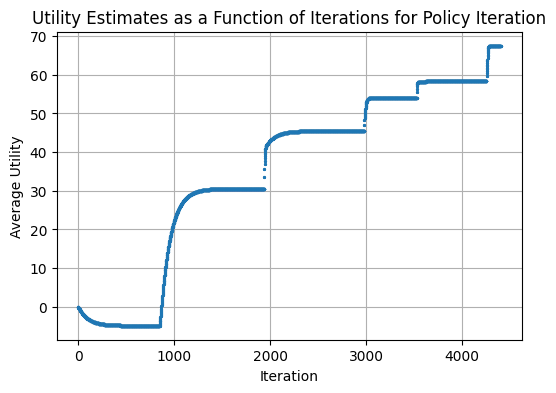 Utility Estimates as a Function of Iterations for Policy Iteration
70
60
50
40
30
20
10
0
Average Utility
0 1000 2000 3000 4000
Iteration